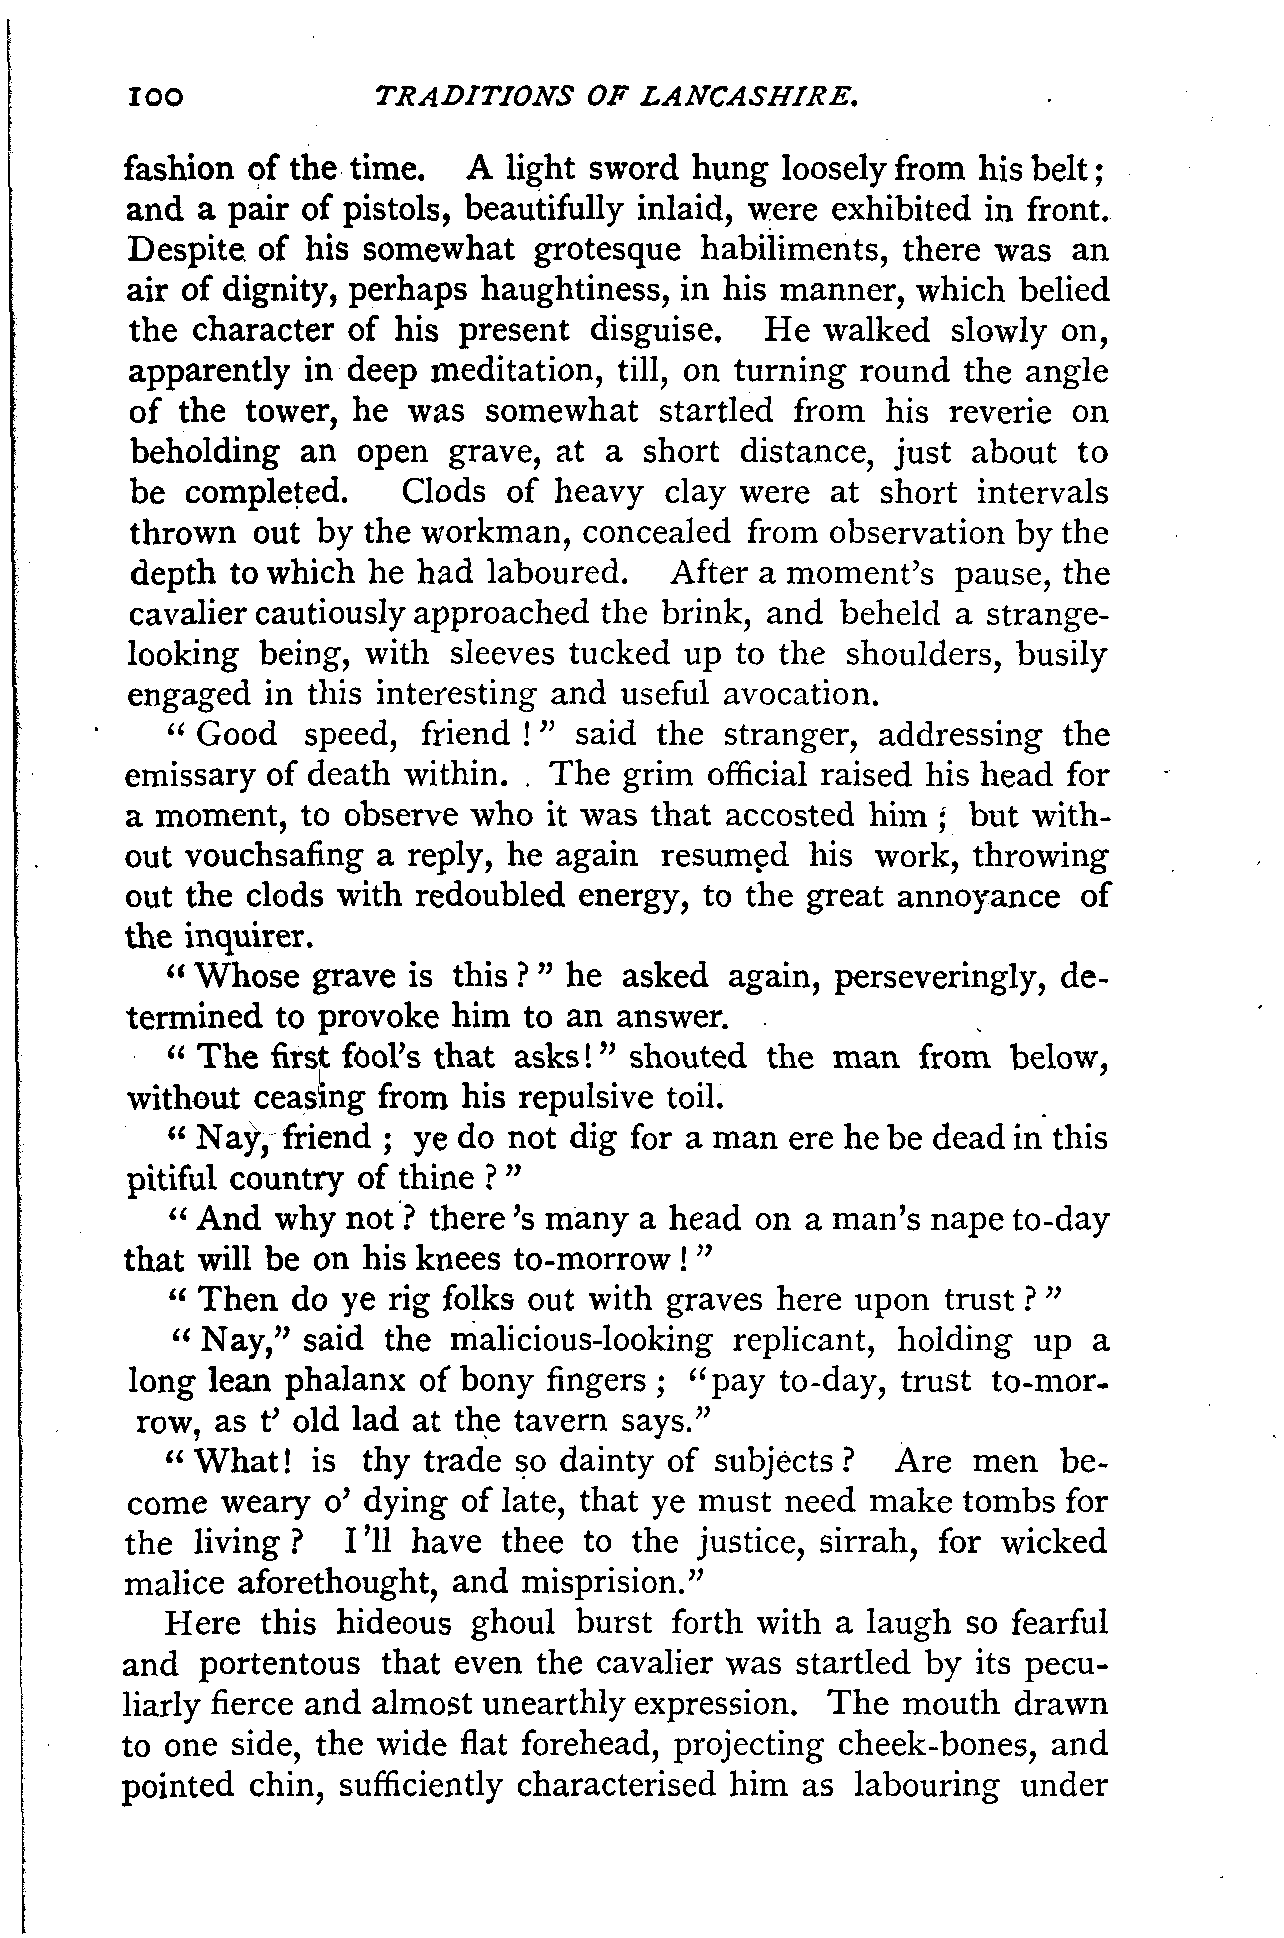 100 TRADITIONS OF LANCASHIRE.
fashion of the time. A light sword hung loosely from his belt;
and a pair of pistols, beautifully inlaid, were exhibited in front.
Despite of his somewhat grotesque habiliments, there was an
air of dignity, perhaps haughtiness, in his manner, which belied
the character of his present disguise. He walked slowly on,
apparently in deep meditation, till, on turning round the angle
of the tower, he was somewhat startled from his reverie on
beholding an open grave, at a short distance, just about to
be completed. Clods of heavy clay were at short intervals
thrown out by the workman, concealed from observation by the
depth to which he had laboured. After a moment's pause, the
cavalier cautiously approached the brink, and beheld a strange-
looking being, with sleeves tucked up to the shoulders, busily
engaged in this interesting and useful avocation.
"Good speed, friend!" said the stranger, addressing the
emissary of death within. The grim official raised his head for
a moment, to observe who it was that accosted him; but with-
out vouchsafing a reply, he again resumed his work, throwing
out the clods with redoubled energy, to the great annoyance of
the inquirer.
"Whose grave is this?" he asked again, perseveringly, de-
termined to provoke him to an answer.
"The first fool's that asks!" shouted the man from below,
without ceasing from his repulsive toil.
"Nay, friend; ye do not dig for a man ere he be dead in this
pitiful country of thine?"
"And why not? there's many a head on a man's nape to-day
that will be on his knees to-morrow!"
"Then do ye rig folks out with graves here upon trust?"
"Nay," said the malicious-looking replicant, holding up a
long lean phalanx of bony fingers; "pay to-day, trust to-mor-
row, as t' old lad at the tavern says."
"What! is thy trade so dainty of subjects? Are men be-
come weary o' dying of late, that ye must need make tombs for
the living? I'll have thee to the justice, sirrah, for wicked
malice aforethought, and misprision."
Here this hideous ghoul burst forth with a laugh so fearful
and portentous that even the cavalier was startled by its pecu-
liarly fierce and almost unearthly expression. The mouth drawn
to one side, the wide flat forehead, projecting cheek-bones, and
pointed chin, sufficiently characterised him as labouring under